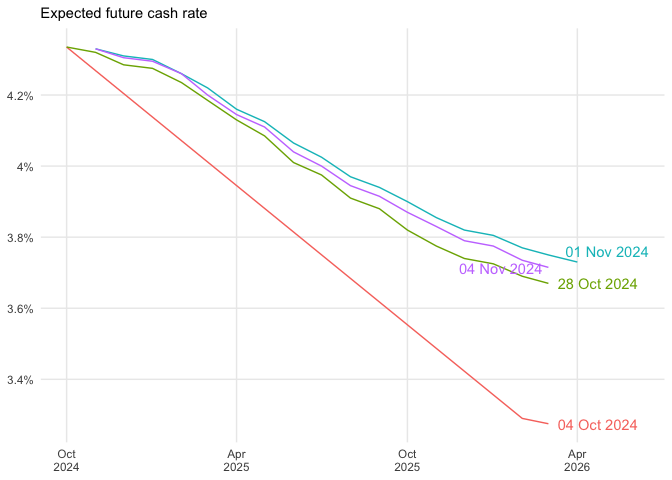 Expected future cash rate
4.2%
4%
3.8%
3.6%
3.4%
01 Nov 2024
04 Nov 2024
28 Oct 2024
04 Oct 2024
Oct
2024
Apr
2025
Oct
2025
Apr
2026